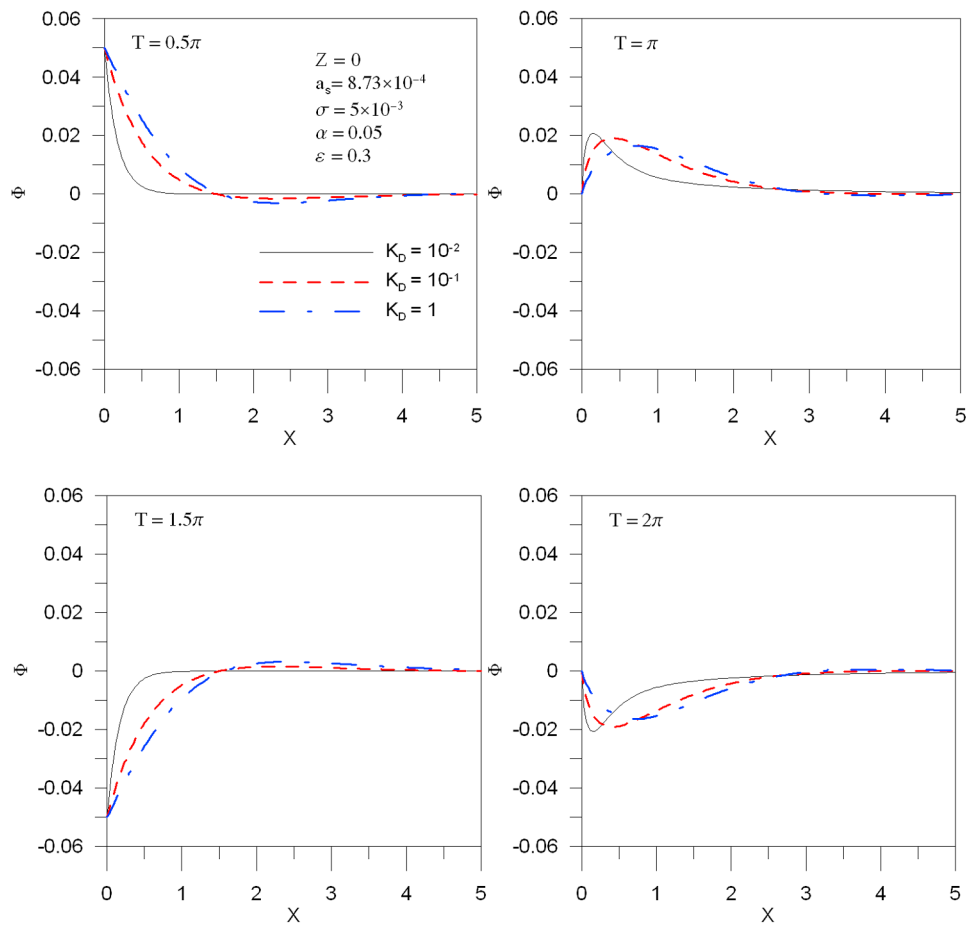 T = 0.5π
Z = 0
aₛ= 8.73×10⁻⁴
σ = 5×10⁻³
α = 0.05
ε = 0.3
K_D = 10⁻²
K_D = 10⁻¹
K_D = 1
0.06
0.04
0.02
0
-0.02
-0.04
-0.06
Φ
0 1 2 3 4 5
X
T = π
0.06
0.04
0.02
0
-0.02
-0.04
-0.06
Φ
0 1 2 3 4 5
X
T = 1.5π
0.06
0.04
0.02
0
-0.02
-0.04
-0.06
Φ
0 1 2 3 4 5
X
T = 2π
0.06
0.04
0.02
0
-0.02
-0.04
-0.06
Φ
0 1 2 3 4 5
X